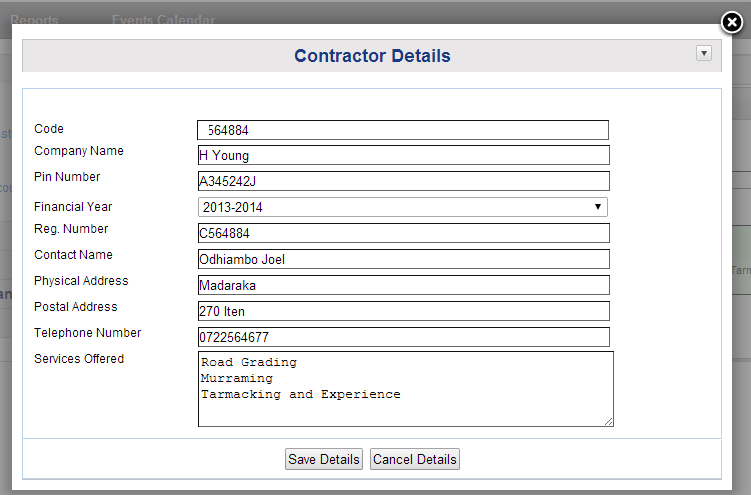 Reports Events Calendar
Contractor Details
Code 564884
Company Name H Young
Pin Number A345242J
Financial Year 2013-2014
Reg. Number C564884
Contact Name Odhiambo Joel
Physical Address Madaraka
Postal Address 270 Iten
Telephone Number 0722564677
Services Offered Road Grading
Murraming
Tarmacking and Experience
Save Details Cancel Details